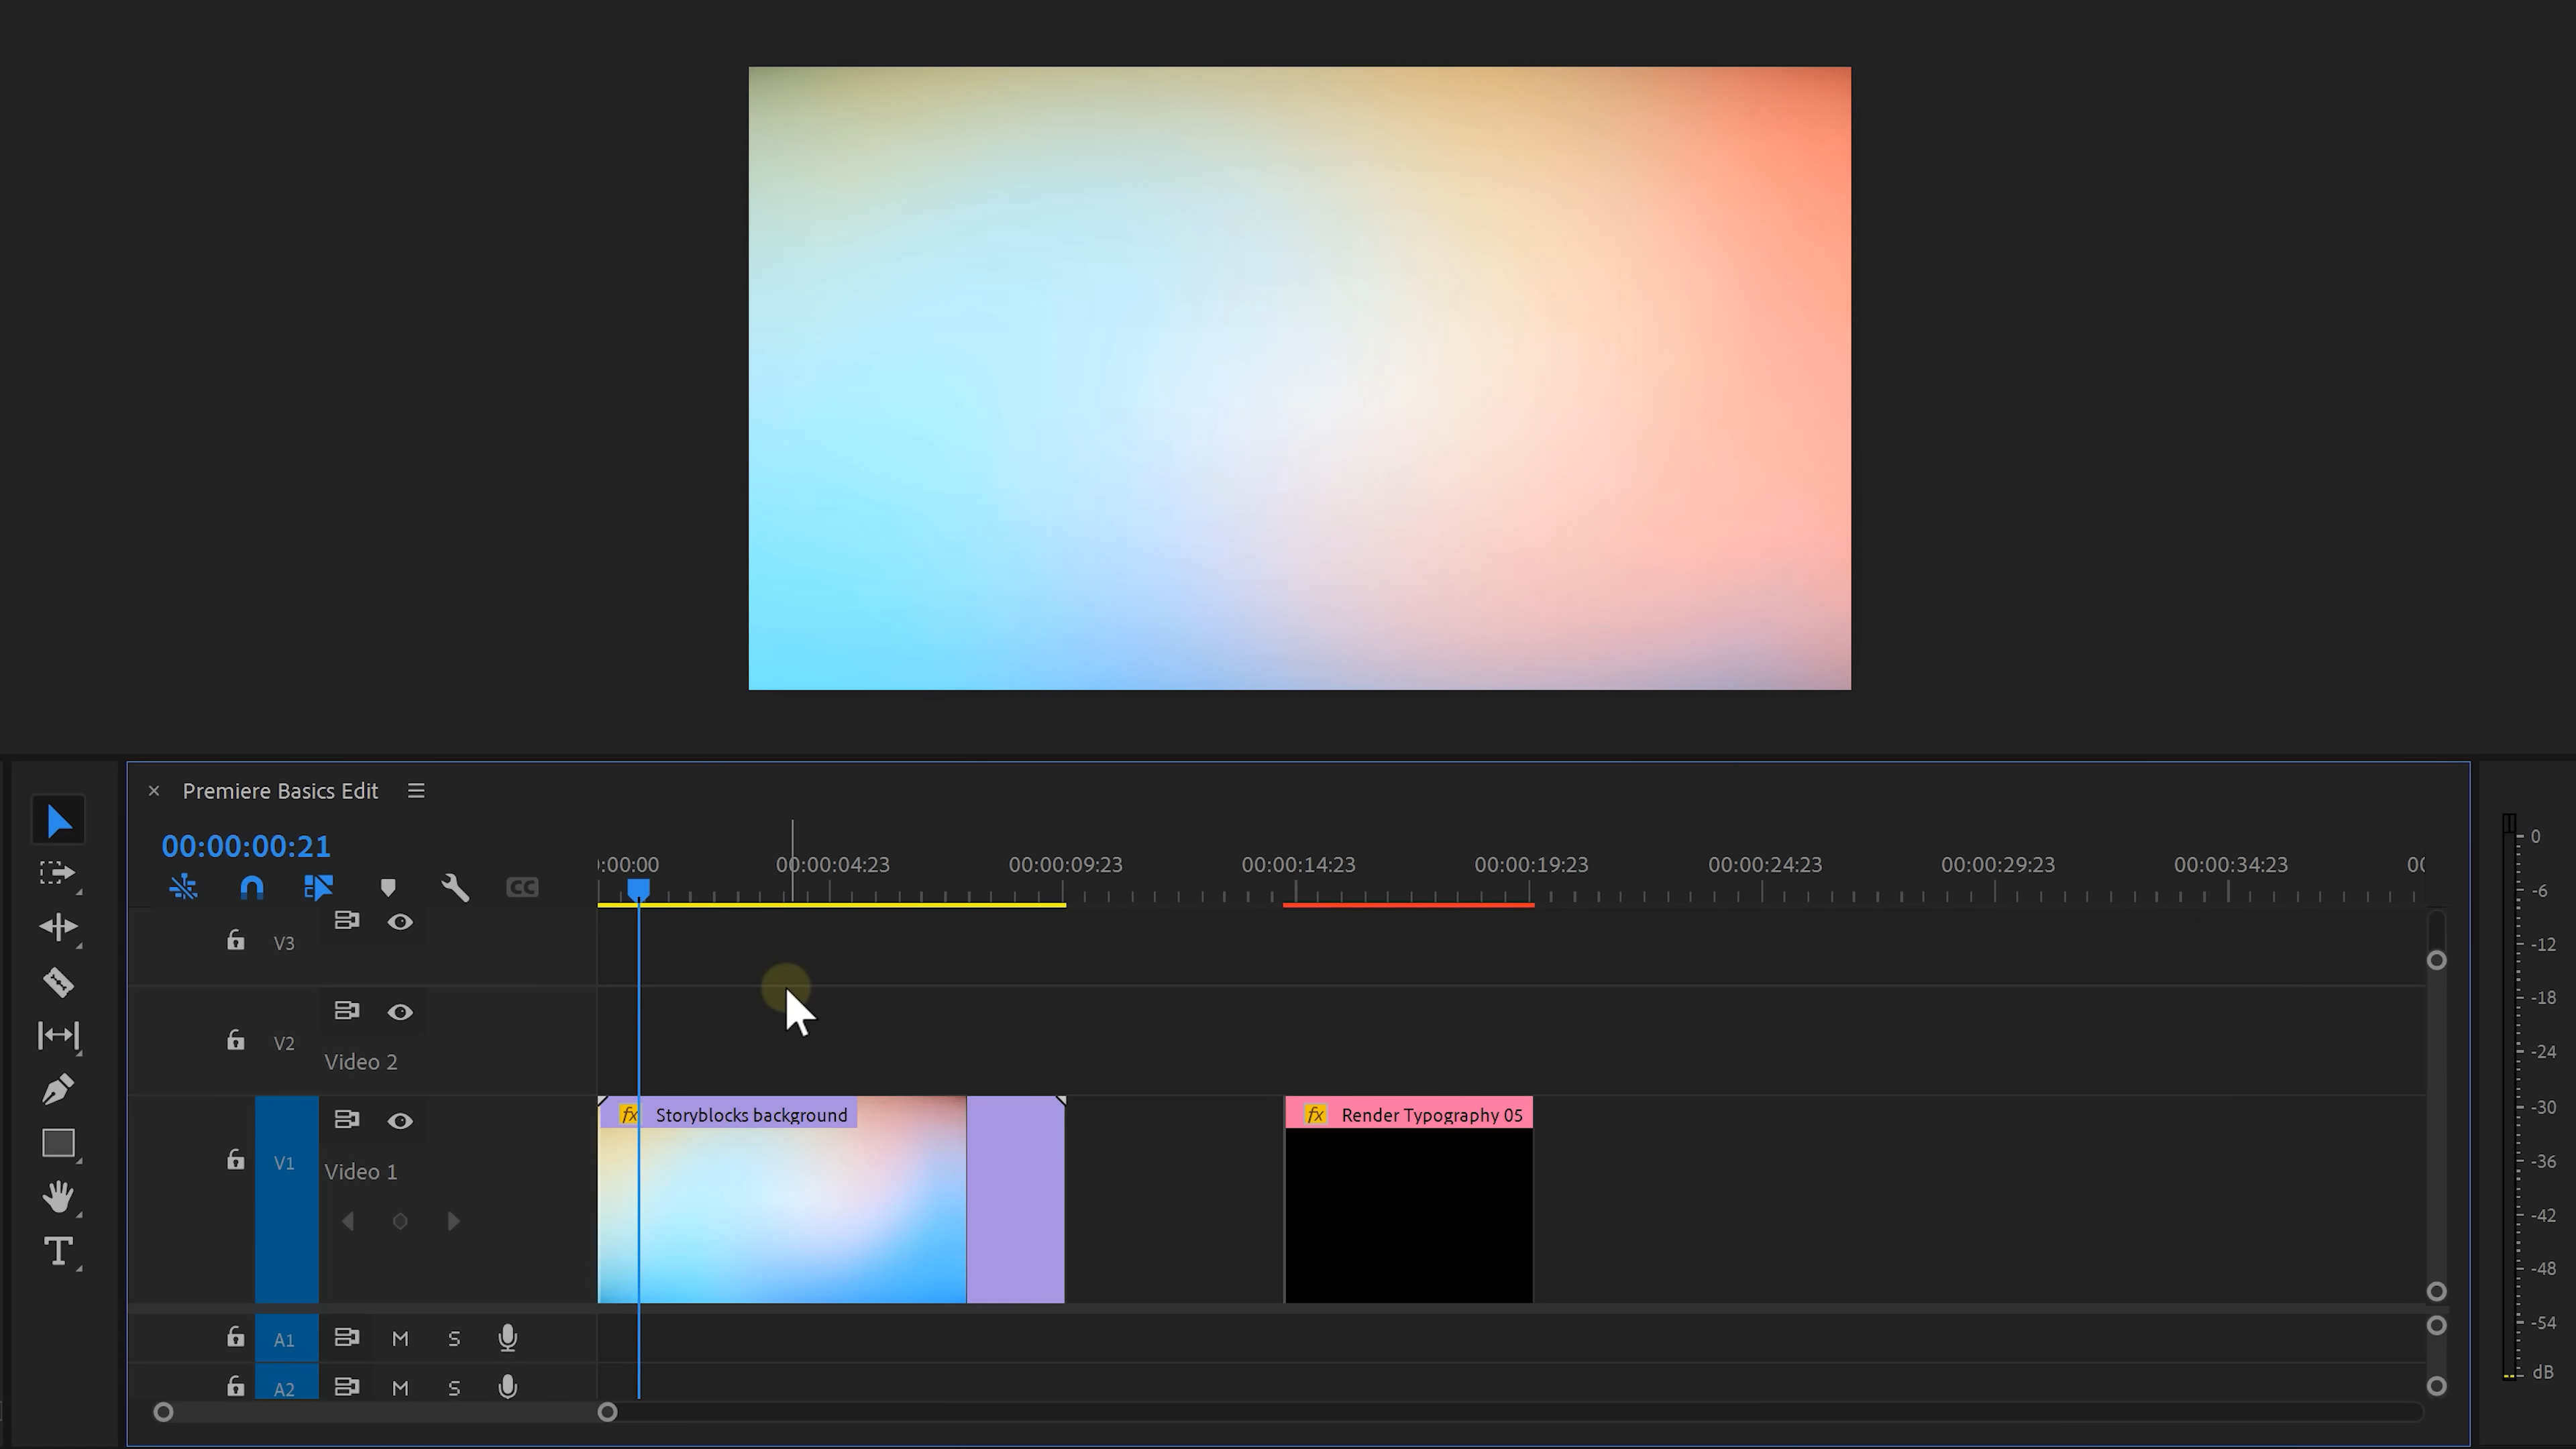 Premiere Basics Edit
00:00:00:21
:00:00 00:00:04:23 00:00:09:23 00:00:14:23 00:00:19:23 00:00:24:23 00:00:29:23 00:00:34:23 00:
CC
V3
V2
Video 2
V1
Video 1
fx Storyblocks background
fx Render Typography 05
A1 M S
A2 M S
T
0
-6
-12
-18
-24
-30
-36
-42
-48
-54
dB